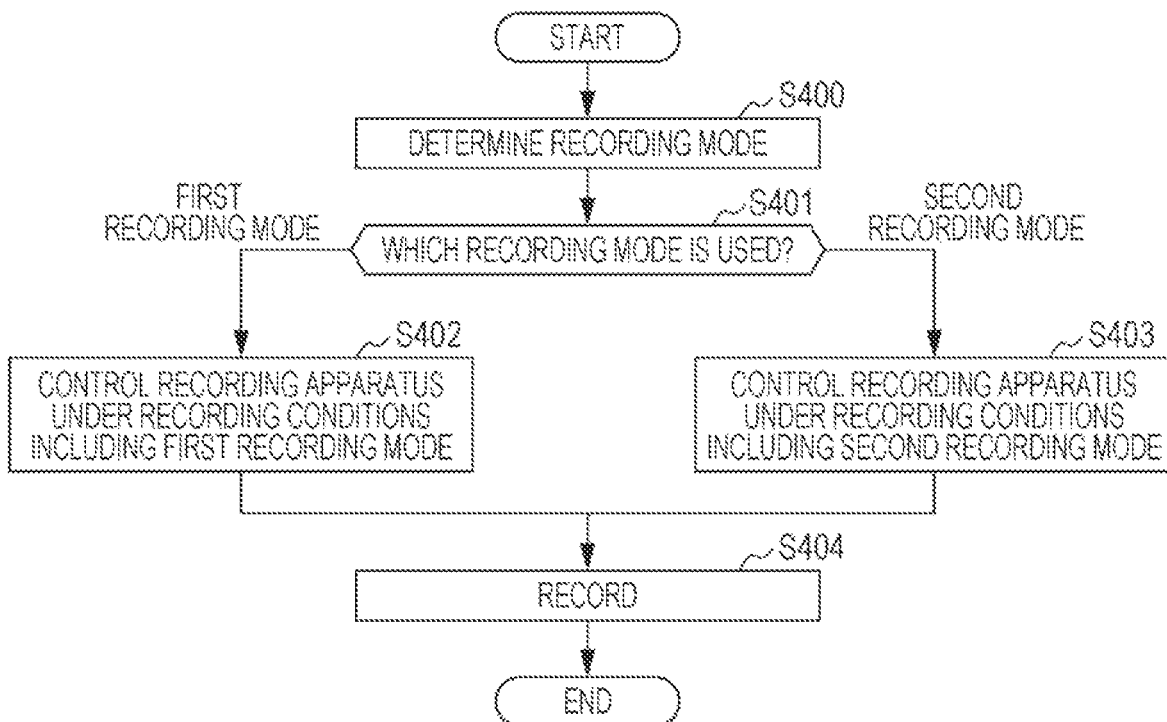 START
S400
DETERMINE RECORDING MODE
FIRST
RECORDING MODE
S401
SECOND
RECORDING MODE
WHICH RECORDING MODE IS USED?
S402
CONTROL RECORDING APPARATUS
UNDER RECORDING CONDITIONS
INCLUDING FIRST RECORDING MODE
S403
CONTROL RECORDING APPARATUS
UNDER RECORDING CONDITIONS
INCLUDING SECOND RECORDING MODE
S404
RECORD
END